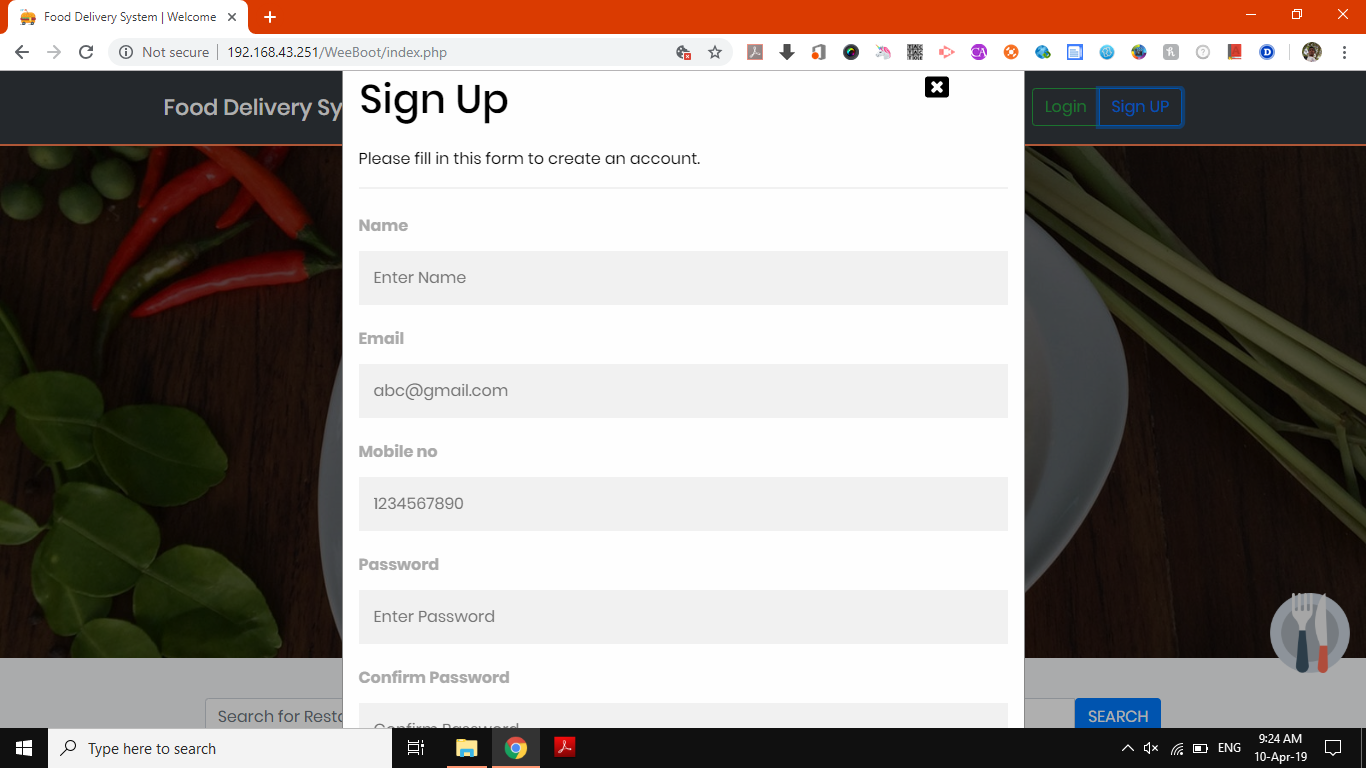 Food Delivery System | Welcome
Not secure
192.168.43.251/WeeBoot/index.php
CA
D
Food Delivery Sy
Login
Sign UP
Sign Up
Please fill in this form to create an account.
Name
Enter Name
Email
abc@gmail.com
Mobile no
1234567890
Password
Enter Password
Confirm Password
Confirm Password
Search for Resta
SEARCH
Type here to search
ENG
9:24 AM
10-Apr-19